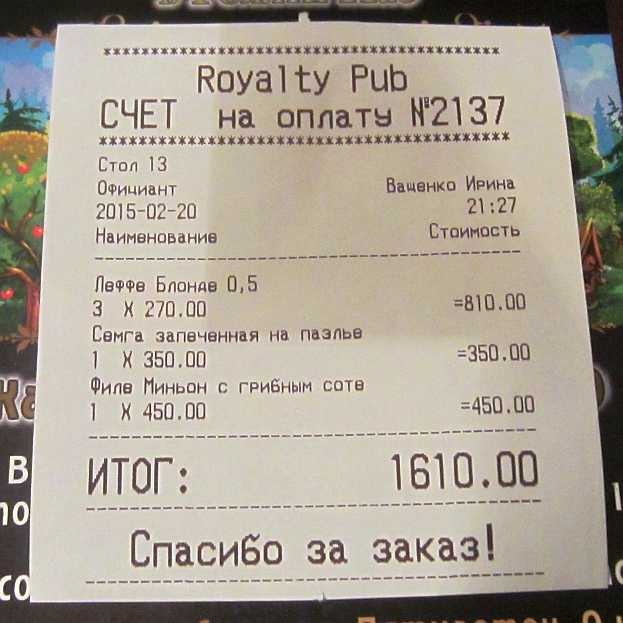 ****************************************
Royalty Pub
СЧЕТ на оплату №2137
****************************************
Стол 13
Официант Ващенко Ирина
2015-02-20 21:27
Наименование Стоимость
Леффе Блонде 0,5
3 X 270.00 =810.00
Семга запеченная на пазлье
1 X 350.00 =350.00
Филе Миньон с грибным соте
1 X 450.00 =450.00
ИТОГ: 1610.00
Спасибо за заказ!